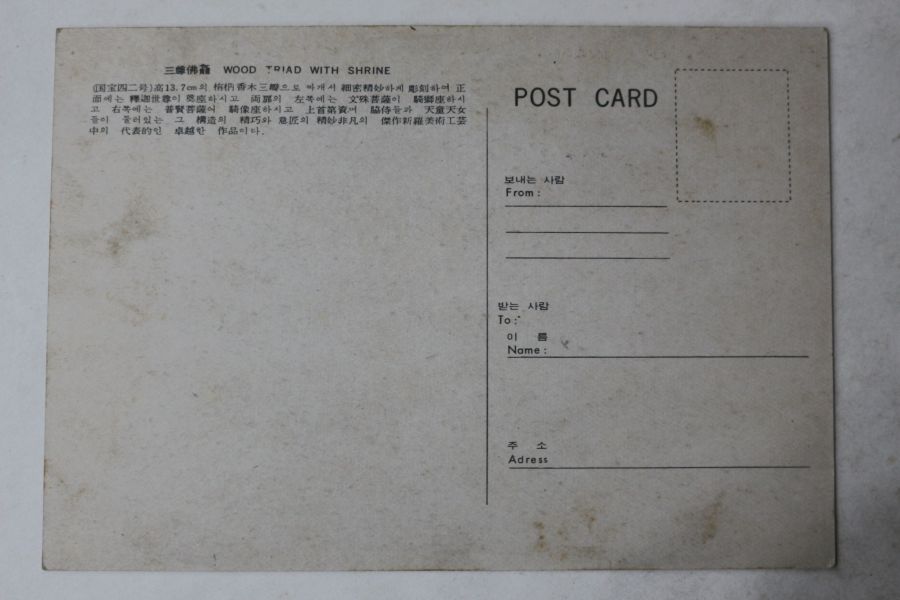 三尊佛龕 WOOD TRIAD WITH SHRINE
(国宝四二号)高13.7cm의 栴枬香木三瓣으로 짜개서 細密精妙하게 彫刻하여 正
面에는 釋迦世尊이 奠座하시고 両扉의 左쪽에는 文殊菩薩이 騎獅座하시
고 右쪽에는 普賢菩薩이 騎像座하시고 上首第資며 脇侍들과 天童天女
들이 둘러있는 그 構造의 精巧와 意匠의 精妙非凡의 傑作新羅美術工芸
中의 代表的인 卓越한 作品이다.
POST CARD
보내는 사람
From :
받는 사람
To :
이 름
Name :
주 소
Adress